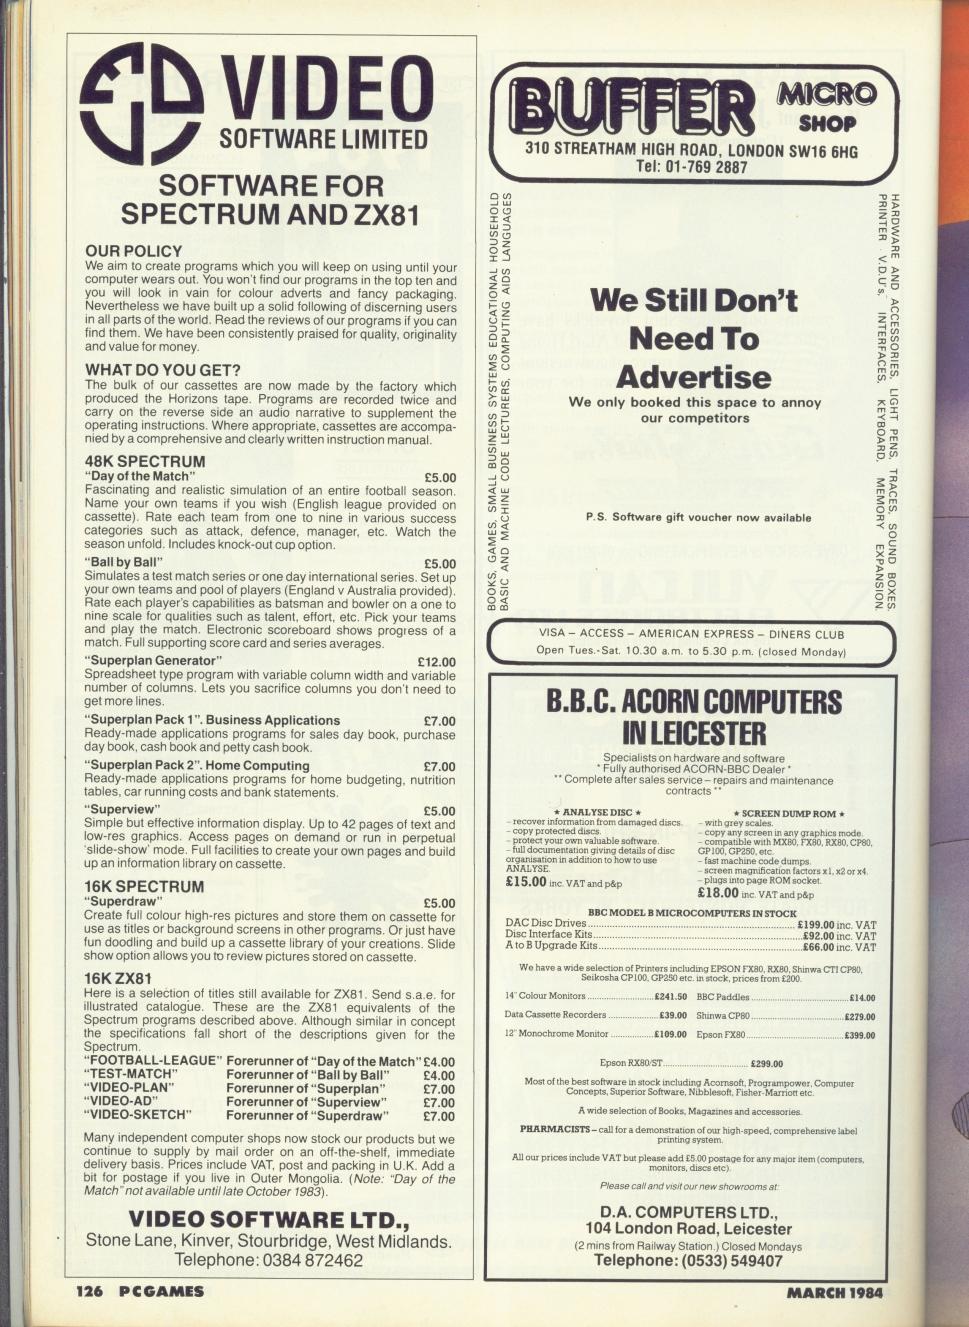 VIDEO
SOFTWARE LIMITED
SOFTWARE FOR
SPECTRUM AND ZX81
OUR POLICY
We aim to create programs which you will keep on using until your
computer wears out. You won't find our programs in the top ten and
you will look in vain for colour adverts and fancy packaging.
Nevertheless we have built up a solid following of discerning users
in all parts of the world. Read the reviews of our programs if you can
find them. We have been consistently praised for quality, originality
and value for money.
WHAT DO YOU GET?
The bulk of our cassettes are now made by the factory which
produced the Horizons tape. Programs are recorded twice and
carry on the reverse side an audio narrative to supplement the
operating instructions. Where appropriate, cassettes are accompa-
nied by a comprehensive and clearly written instruction manual.
48K SPECTRUM
"Day of the Match" £5.00
Fascinating and realistic simulation of an entire football season.
Name your own teams if you wish (English league provided on
cassette). Rate each team from one to nine in various success
categories such as attack, defence, manager, etc. Watch the
season unfold. Includes knock-out cup option.
"Ball by Ball" £5.00
Simulates a test match series or one day international series. Set up
your own teams and pool of players (England v Australia provided).
Rate each player's capabilities as batsman and bowler on a one to
nine scale for qualities such as talent, effort, etc. Pick your teams
and play the match. Electronic scoreboard shows progress of a
match. Full supporting score card and series averages.
"Superplan Generator" £12.00
Spreadsheet type program with variable column width and variable
number of columns. Lets you sacrifice columns you don't need to
get more lines.
"Superplan Pack 1". Business Applications £7.00
Ready-made applications programs for sales day book, purchase
day book, cash book and petty cash book.
"Superplan Pack 2". Home Computing £7.00
Ready-made applications programs for home budgeting, nutrition
tables, car running costs and bank statements.
"Superview" £5.00
Simple but effective information display. Up to 42 pages of text and
low-res graphics. Access pages on demand or run in perpetual
'slide-show' mode. Full facilities to create your own pages and build
up an information library on cassette.
16K SPECTRUM
"Superdraw" £5.00
Create full colour high-res pictures and store them on cassette for
use as titles or background screens in other programs. Or just have
fun doodling and build up a cassette library of your creations. Slide
show option allows you to review pictures stored on cassette.
16K ZX81
Here is a selection of titles still available for ZX81. Send s.a.e. for
illustrated catalogue. These are the ZX81 equivalents of the
Spectrum programs described above. Although similar in concept
the specifications fall short of the descriptions given for the
Spectrum.
"FOOTBALL-LEAGUE" Forerunner of "Day of the Match" £4.00
"TEST-MATCH" Forerunner of "Ball by Ball" £4.00
"VIDEO-PLAN" Forerunner of "Superplan" £7.00
"VIDEO-AD" Forerunner of "Superview" £7.00
"VIDEO-SKETCH" Forerunner of "Superdraw" £7.00
Many independent computer shops now stock our products but we
continue to supply by mail order on an off-the-shelf, immediate
delivery basis. Prices include VAT, post and packing in U.K. Add a
bit for postage if you live in Outer Mongolia. (Note: "Day of the
Match" not available until late October 1983).
VIDEO SOFTWARE LTD.,
Stone Lane, Kinver, Stourbridge, West Midlands.
Telephone: 0384 872462
BUFFER MICRO
SHOP
310 STREATHAM HIGH ROAD, LONDON SW16 6HG
Tel: 01-769 2887
BOOKS, GAMES, SMALL BUSINESS SYSTEMS EDUCATIONAL HOUSEHOLD
BASIC AND MACHINE CODE LECTURERS, COMPUTING AIDS LANGUAGES
We Still Don't
Need To
Advertise
We only booked this space to annoy
our competitors
P.S. Software gift voucher now available
HARDWARE AND ACCESSORIES, LIGHT PENS, TRACES, SOUND BOXES,
PRINTER V.D.U's, INTERFACES, KEYBOARD, MEMORY EXPANSION.
VISA – ACCESS – AMERICAN EXPRESS – DINERS CLUB
Open Tues.-Sat. 10.30 a.m. to 5.30 p.m. (closed Monday)
B.B.C. ACORN COMPUTERS
IN LEICESTER
Specialists on hardware and software
* Fully authorised ACORN-BBC Dealer *
** Complete after sales service – repairs and maintenance
contracts **
★ ANALYSE DISC ★
– recover information from damaged discs.
– copy protected discs.
– protect your own valuable software.
– full documentation giving details of disc
organisation in addition to how to use
ANALYSE.
£15.00 inc. VAT and p&p
★ SCREEN DUMP ROM ★
– with grey scales.
– copy any screen in any graphics mode.
– compatible with MX80, FX80, RX80, CP80,
GP100, GP250, etc.
– fast machine code dumps.
– screen magnification factors x1, x2 or x4.
– plugs into page ROM socket.
£18.00 inc. VAT and p&p
BBC MODEL B MICROCOMPUTERS IN STOCK
DAC Disc Drives £199.00 inc. VAT
Disc Interface Kits £92.00 inc. VAT
A to B Upgrade Kits £66.00 inc. VAT
We have a wide selection of Printers including EPSON FX80, RX80, Shinwa CTI CP80,
Seikosha CP100, GP250 etc. in stock, prices from £200.
14" Colour Monitors £241.50 BBC Paddles £14.00
Data Cassette Recorders £39.00 Shinwa CP80 £279.00
12" Monochrome Monitor £109.00 Epson FX80 £399.00
Epson RX80/ST £299.00
Most of the best software in stock including Acornsoft, Programpower, Computer
Concepts, Superior Software, Nibblesoft, Fisher-Marriott etc.
A wide selection of Books, Magazines and accessories.
PHARMACISTS – call for a demonstration of our high-speed, comprehensive label
printing system.
All our prices include VAT but please add £5.00 postage for any major item (computers,
monitors, discs etc).
Please call and visit our new showrooms at:
D.A. COMPUTERS LTD.,
104 London Road, Leicester
(2 mins from Railway Station.) Closed Mondays
Telephone: (0533) 549407
126 PCGAMES
MARCH 1984